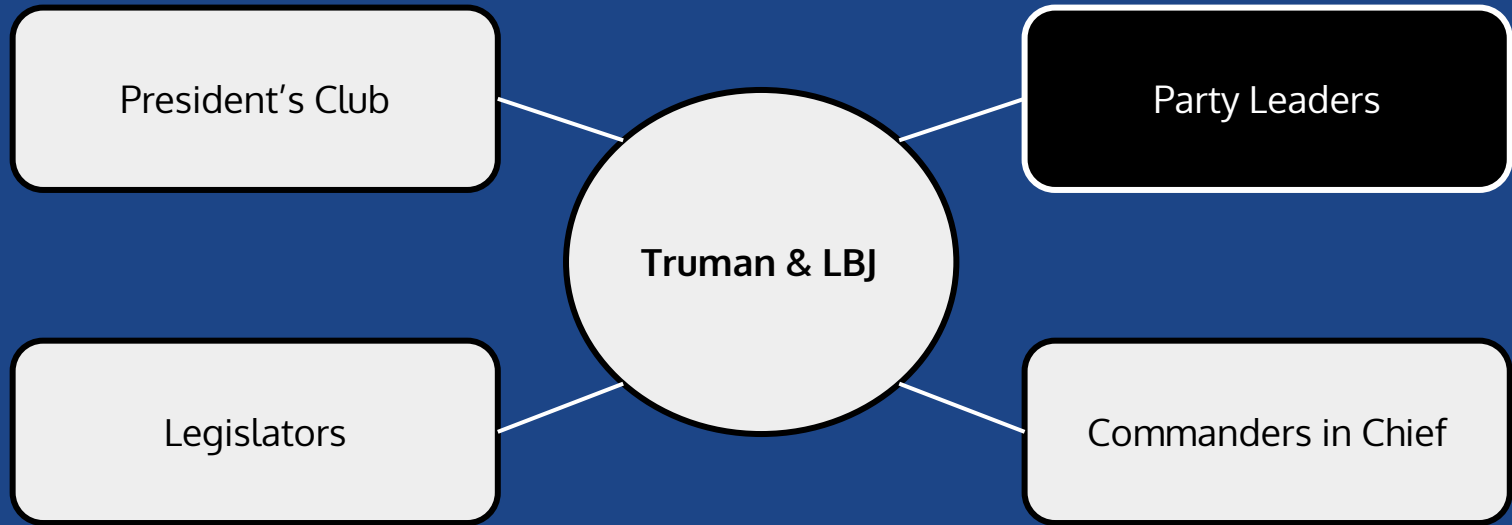 President’s Club
Party Leaders
Truman & LBJ
Legislators
Commanders in Chief